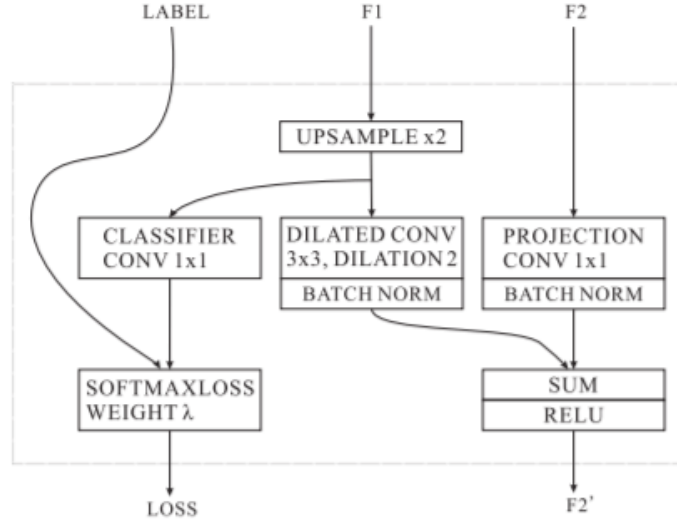 LABEL
F1
F2
UPSAMPLE x2
CLASSIFIER
CONV 1x1
DILATED CONV
3x3, DILATION 2
BATCH NORM
PROJECTION
CONV 1x1
BATCH NORM
SOFTMAXLOSS
WEIGHT λ
SUM
RELU
LOSS
F2'